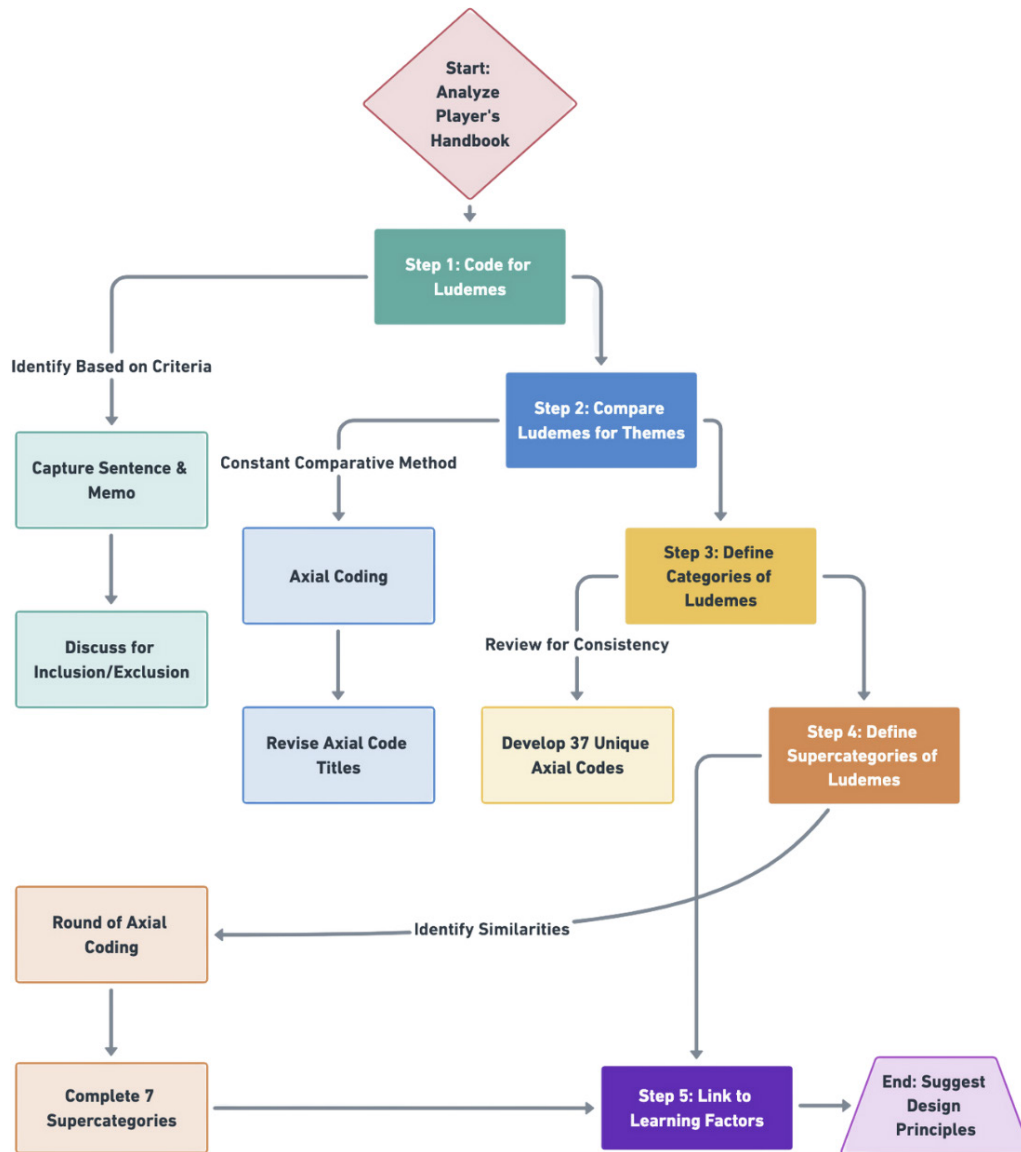 Start:
Analyze
Player's
Handbook
Step 1: Code for
Ludemes
Identify Based on Criteria
Step 2: Compare
Ludemes for Themes
Capture Sentence &
Memo
Constant Comparative Method
Axial Coding
Step 3: Define
Categories of
Ludemes
Discuss for
Inclusion/Exclusion
Review for Consistency
Revise Axial Code
Titles
Develop 37 Unique
Axial Codes
Step 4: Define
Supercategories of
Ludemes
Round of Axial
Coding
Identify Similarities
Complete 7
Supercategories
Step 5: Link to
Learning Factors
End: Suggest
Design
Principles